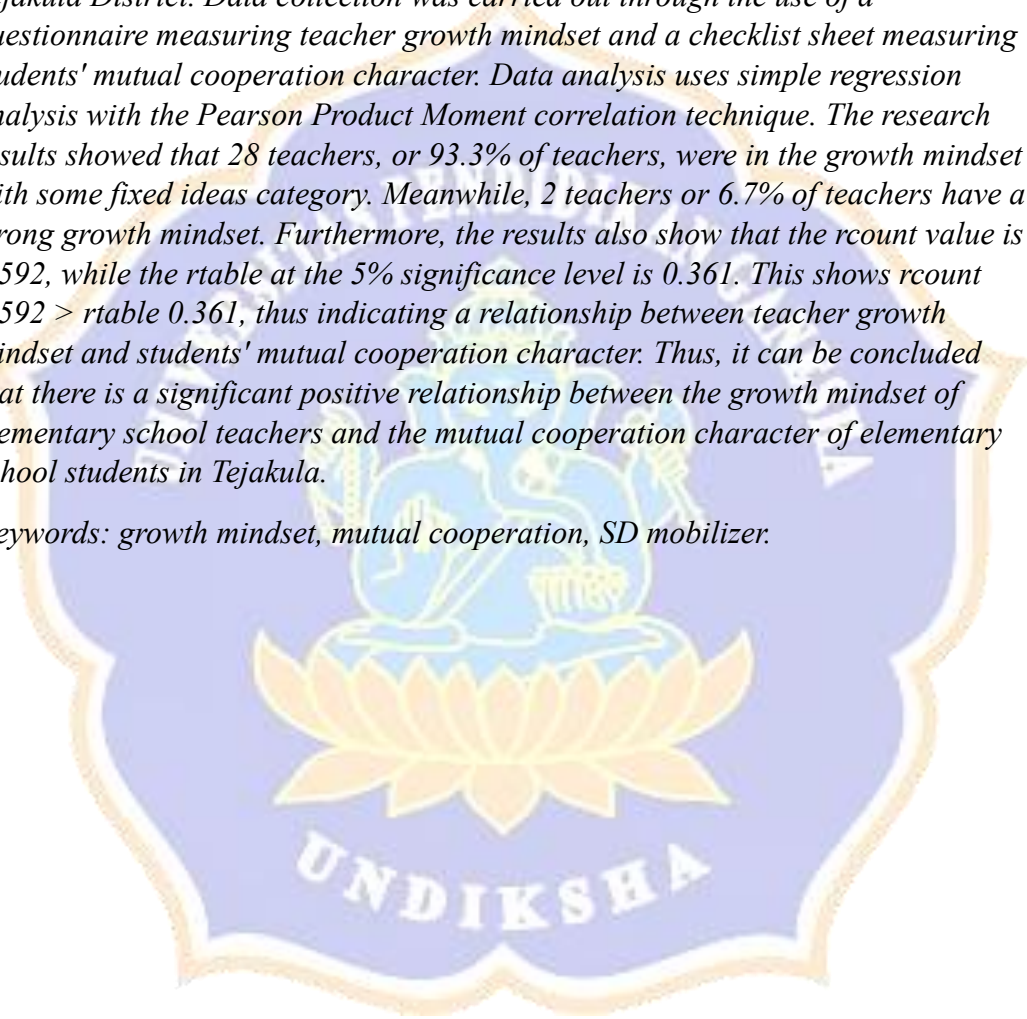 ejakula District. Data collection was carried out through the use of a
uestionnaire measuring teacher growth mindset and a checklist sheet measuring
udents' mutual cooperation character. Data analysis uses simple regression
nalysis with the Pearson Product Moment correlation technique. The research
sults showed that 28 teachers, or 93.3% of teachers, were in the growth mindset
ith some fixed ideas category. Meanwhile, 2 teachers or 6.7% of teachers have a
rong growth mindset. Furthermore, the results also show that the rcount value is
592, while the rtable at the 5% significance level is 0.361. This shows rcount
592 > rtable 0.361, thus indicating a relationship between teacher growth
indset and students' mutual cooperation character. Thus, it can be concluded
at there is a significant positive relationship between the growth mindset of
ementary school teachers and the mutual cooperation character of elementary
hool students in Tejakula.
eywords: growth mindset, mutual cooperation, SD mobilizer.
UNDIKSHA